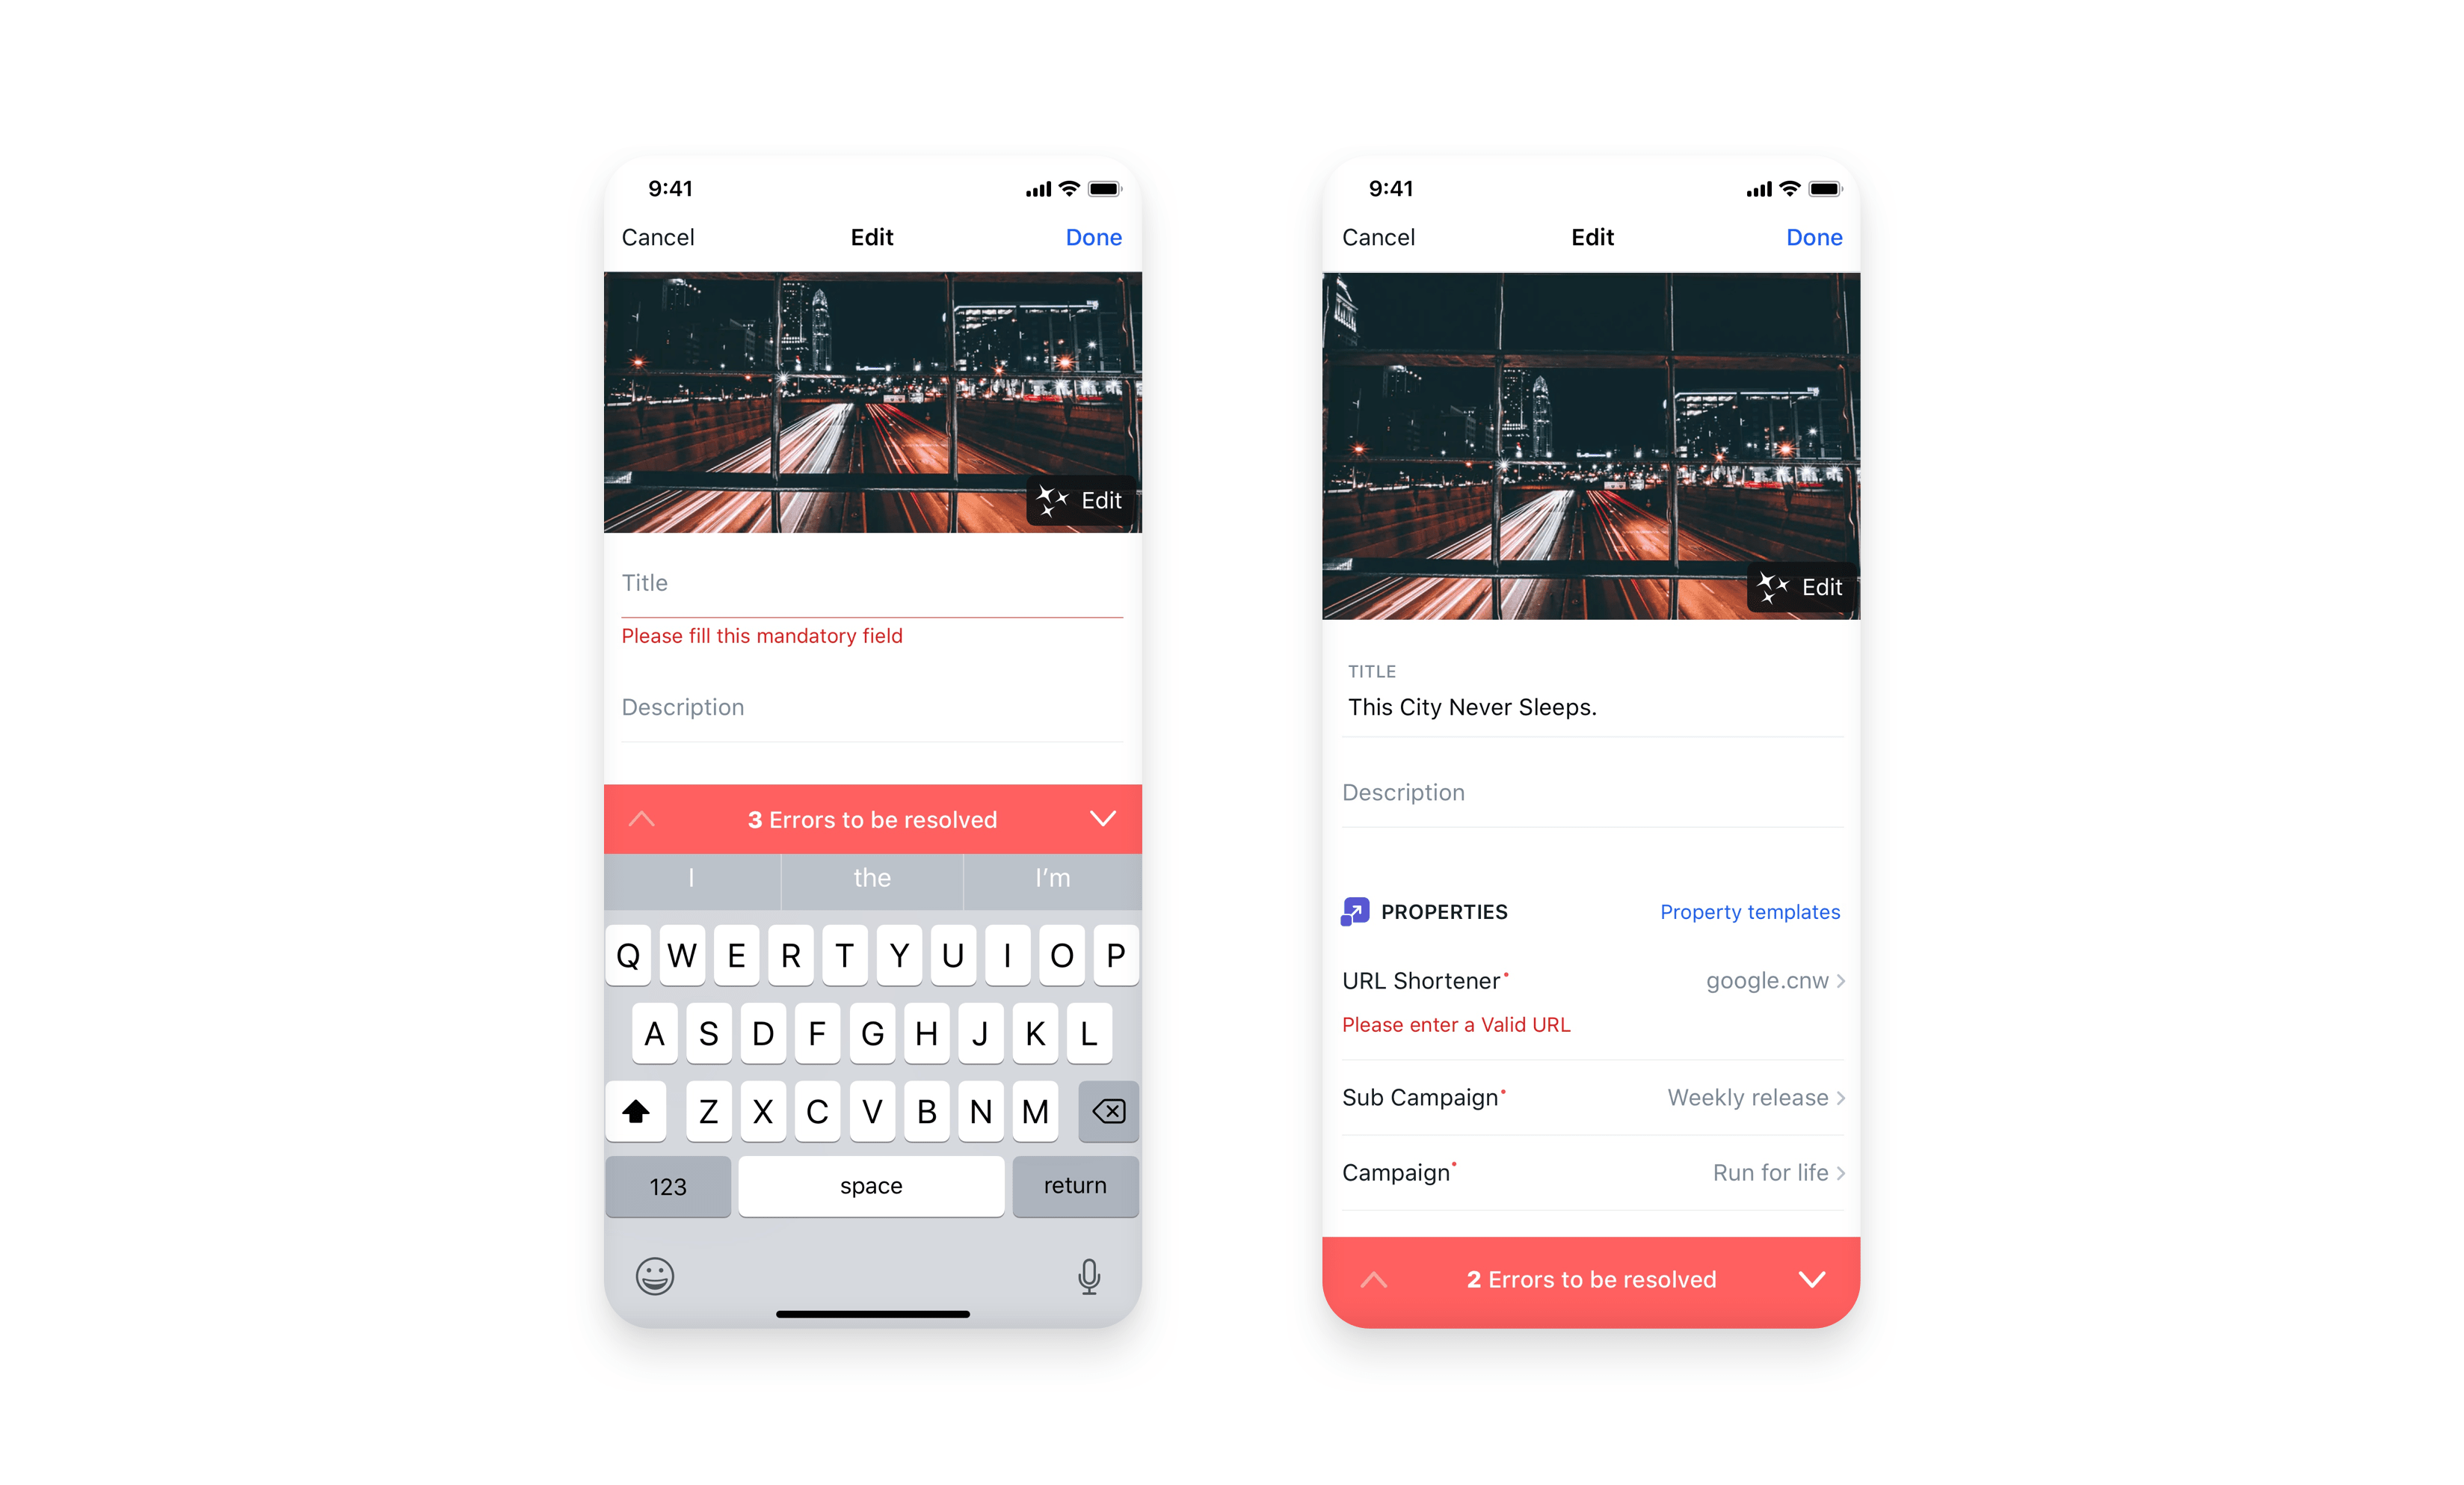 9:41
Cancel Edit Done
Edit
Title
Please fill this mandatory field
Description
3 Errors to be resolved
I the I’m
Q W E R T Y U I O P
A S D F G H J K L
Z X C V B N M
123 space return
9:41
Cancel Edit Done
Edit
TITLE
This City Never Sleeps.
Description
PROPERTIES Property templates
URL Shortener• google.cnw
Please enter a Valid URL
Sub Campaign• Weekly release
Campaign• Run for life
2 Errors to be resolved